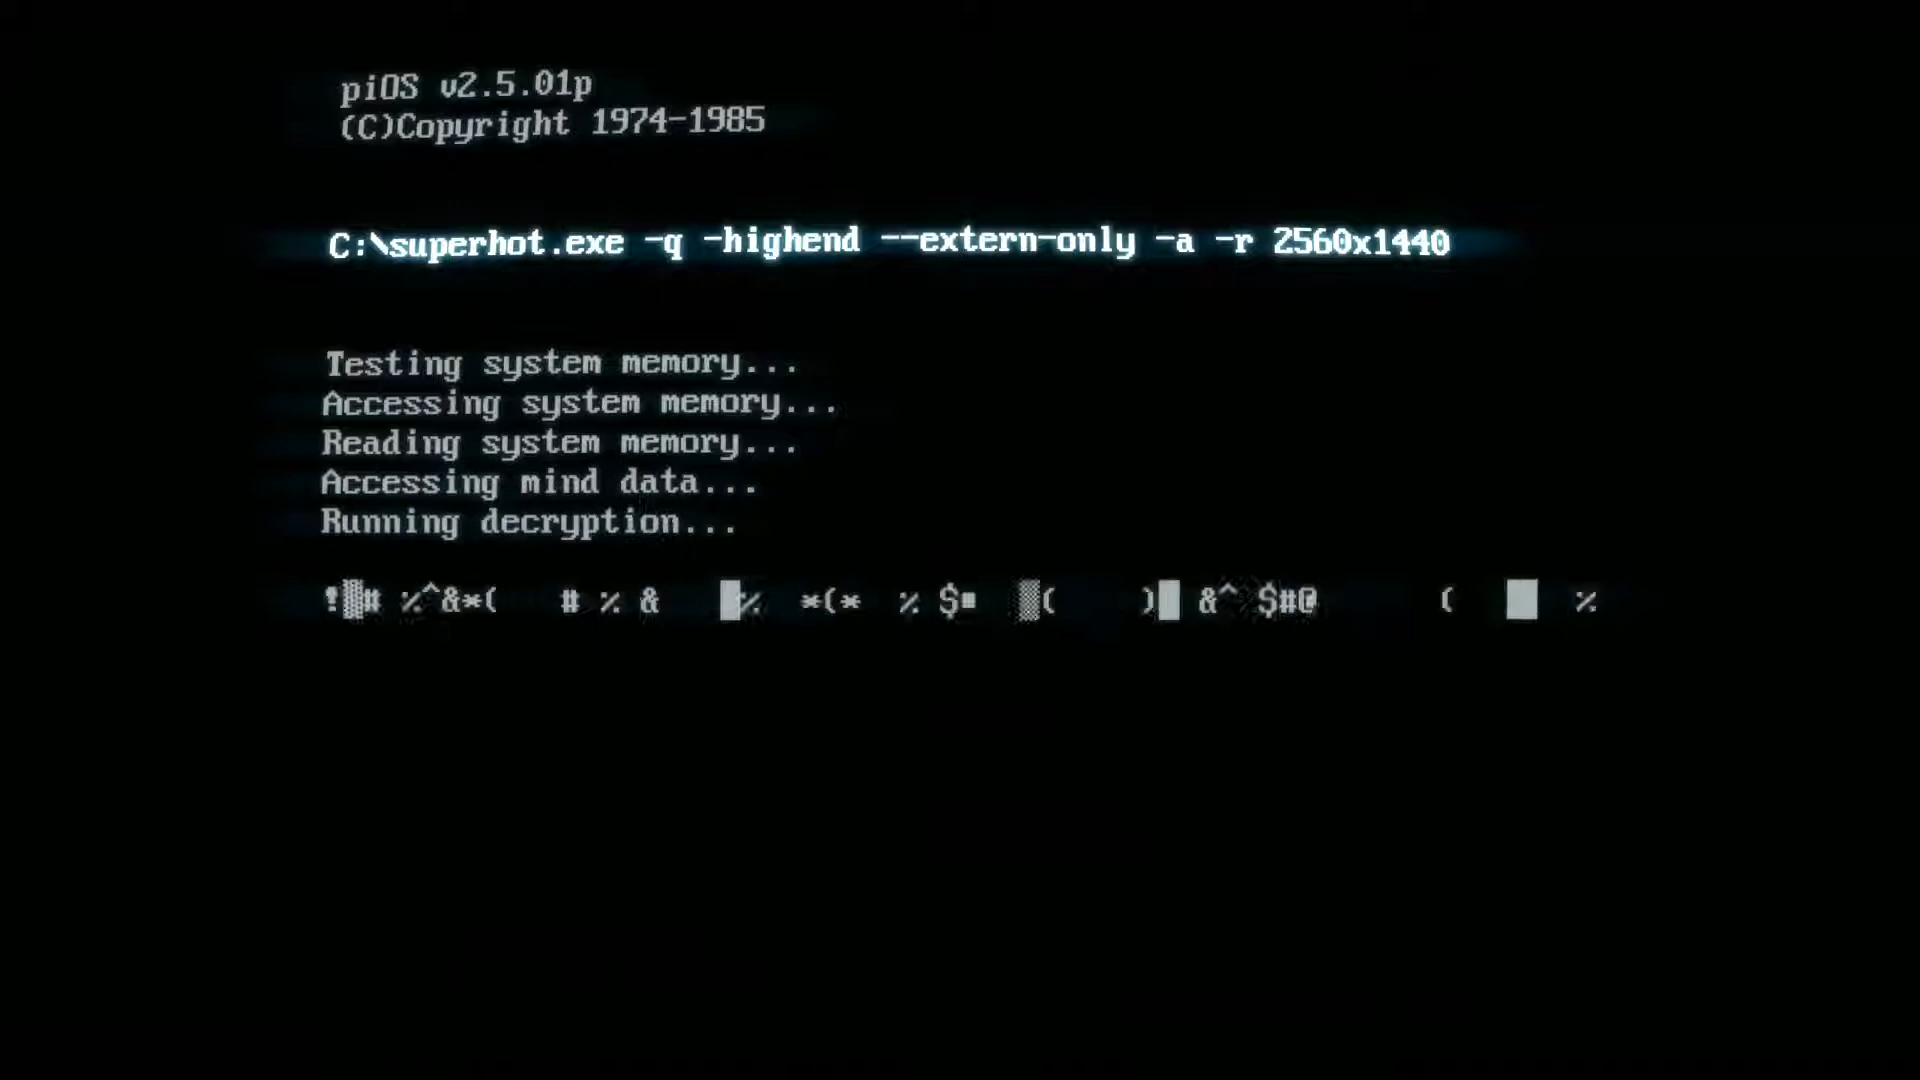 piOS v2.5.01p
(C)Copyright 1974-1985
C:\superhot.exe -q -highend --extern-only -a -r 2560x1440
Testing system memory...
Accessing system memory...
Reading system memory...
Accessing mind data...
Running decryption...
!▒# %^&*( # % & █% *(* % $■ ▒( )█ &^ $#@ ( █ %